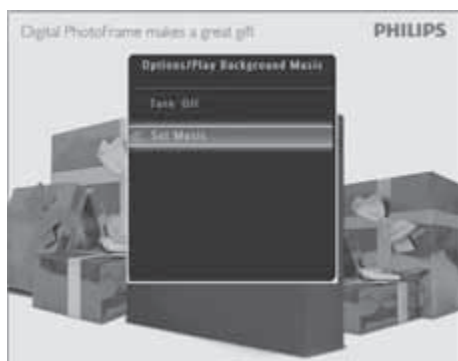 Digital PhotoFrame makes a great gift PHILIPS
Options/Play Background Music
Turn Off
Set Music